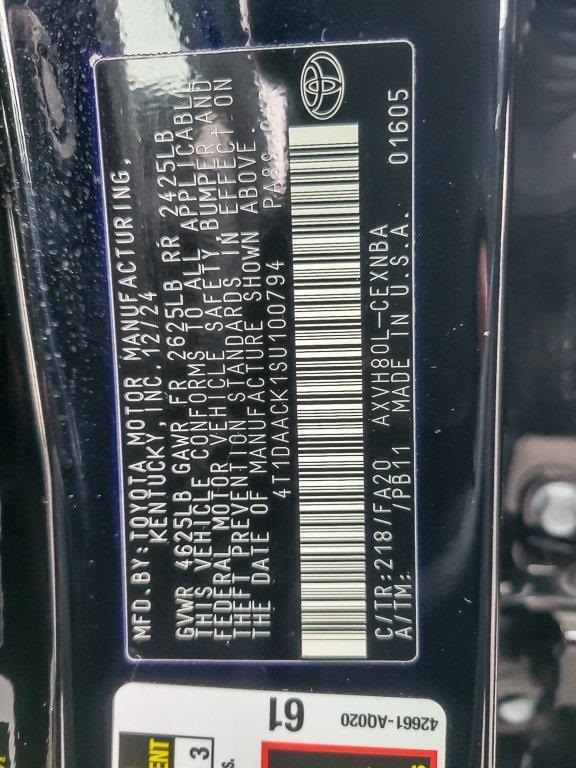 MFD.BY:TOYOTA MOTOR MANUFACTURING,
KENTUCKY, INC. 12/24
GVWR 4625LB GAWR FR 2625LB RR 2425LB
THIS VEHICLE CONFORMS TO ALL APPLICABLE
FEDERAL MOTOR VEHICLE SAFETY, BUMPER, AND
THEFT PREVENTION STANDARDS IN EFFECT ON
THE DATE OF MANUFACTURE SHOWN ABOVE.
4T1DAACK1SU100794
C/TR:218/FA20 AXVH80L-CEXNBA
A/TM: /PB11 MADE IN U.S.A. 01605
61
42661-AQ020
3
s.